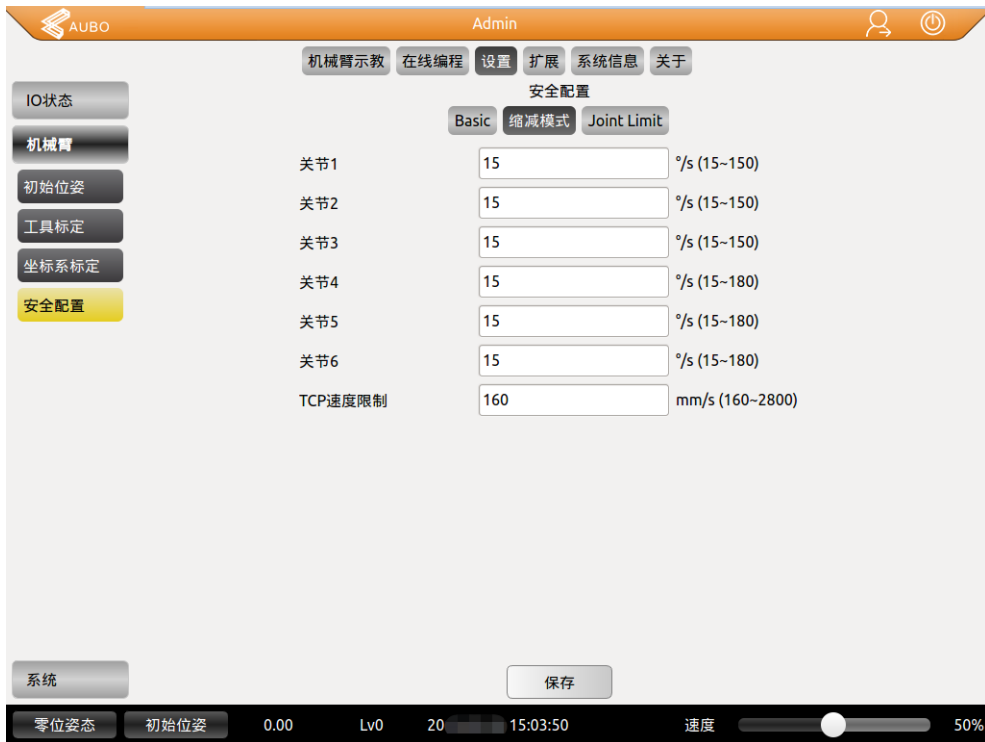 AUBO Admin
机械臂示教 在线编程 设置 扩展 系统信息 关于
IO状态
机械臂
初始位姿
工具标定
坐标系标定
安全配置
安全配置
Basic 缩减模式 Joint Limit
关节1 15 °/s (15~150)
关节2 15 °/s (15~150)
关节3 15 °/s (15~150)
关节4 15 °/s (15~180)
关节5 15 °/s (15~180)
关节6 15 °/s (15~180)
TCP速度限制 160 mm/s (160~2800)
系统
保存
零位姿态 初始位姿 0.00 Lv0 20 15:03:50 速度 50%